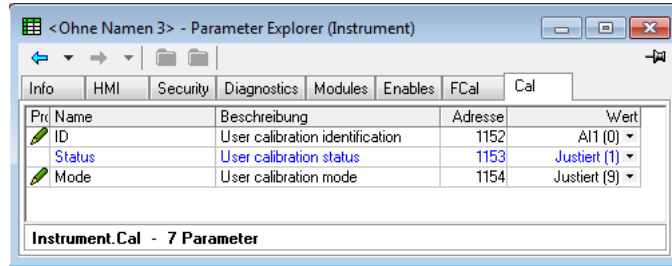 <Ohne Namen 3> - Parameter Explorer (Instrument)
Info HMI Security Diagnostics Modules Enables FCal Cal
Name Beschreibung Adresse Wert
ID User calibration identification 1152 AI1 (0)
Status User calibration status 1153 Justiert (1)
Mode User calibration mode 1154 Justiert (9)
Instrument.Cal - 7 Parameter